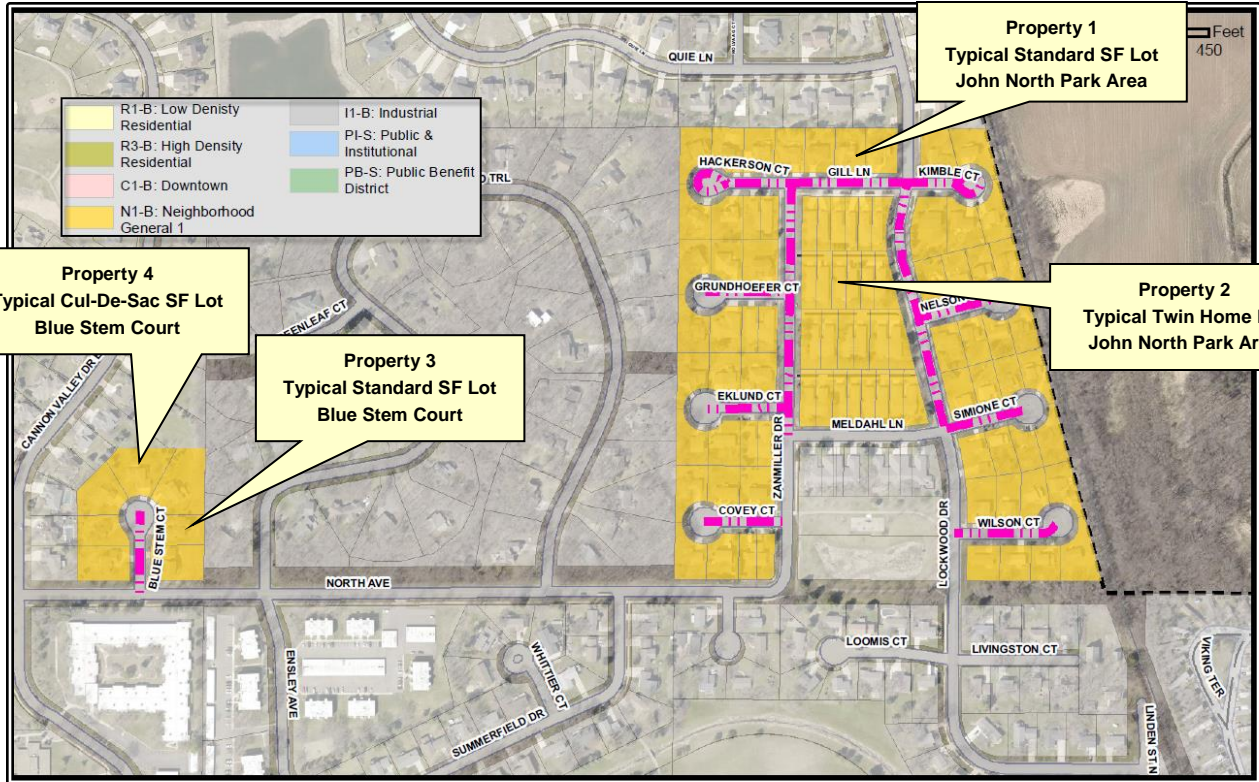 Property 1
Typical Standard SF Lot
John North Park Area
Feet
450
QUIE LN
R1-B: Low Denisty
Residential
R3-B: High Density
Residential
C1-B: Downtown
N1-B: Neighborhood
General 1
I1-B: Industrial
PI-S: Public &
Institutional
PB-S: Public Benefit
District
TRL
HACKERSON CT
GILL LN
KIMBLE CT
Property 4
Typical Cul-De-Sac SF Lot
Blue Stem Court
GRUNDHOEFER CT
NELSON
Property 2
Typical Twin Home
John North Park
EENLEAF CT
Property 3
Typical Standard SF Lot
Blue Stem Court
CANNON VALLEY DR
EKLUND CT
SIMIONE CT
MELDAHL LN
ZANMILLER DR
COVEY CT
WILSON CT
LOCKWOOD DR
BLUE STEM CT
NORTH AVE
ENSLEY AVE
WHITTIER CT
SUMMERFIELD DR
LOOMIS CT
LIVINGSTON CT
VIKING TER
LINDEN ST N